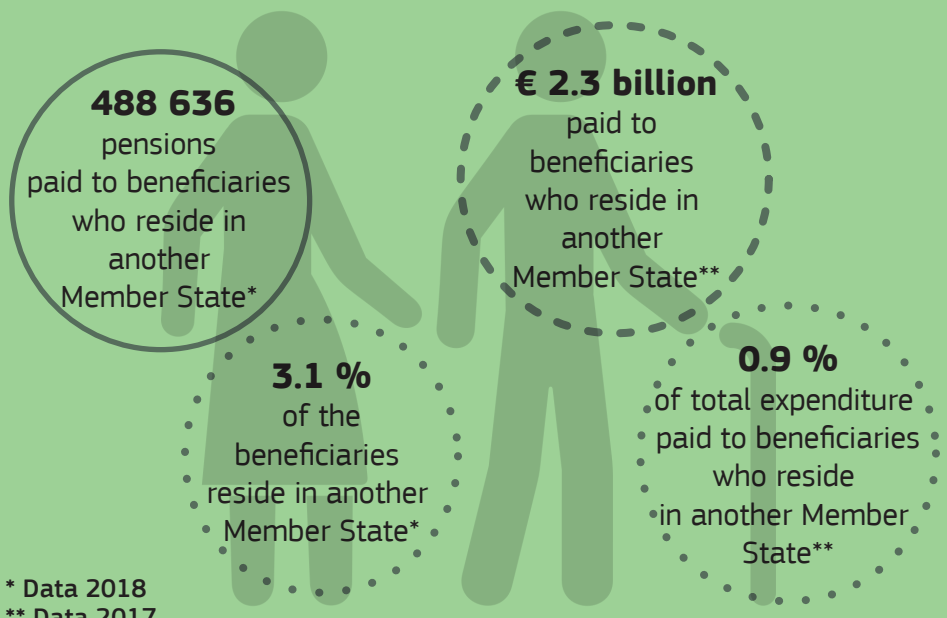 488 636
pensions
paid to beneficiaries
who reside in
another
Member State*
€ 2.3 billion
paid to
beneficiaries
who reside in
another
Member State**
3.1 %
of the
beneficiaries
reside in another
Member State*
0.9 %
of total expenditure
paid to beneficiaries
who reside
in another Member
State**
* Data 2018
** Data 2017